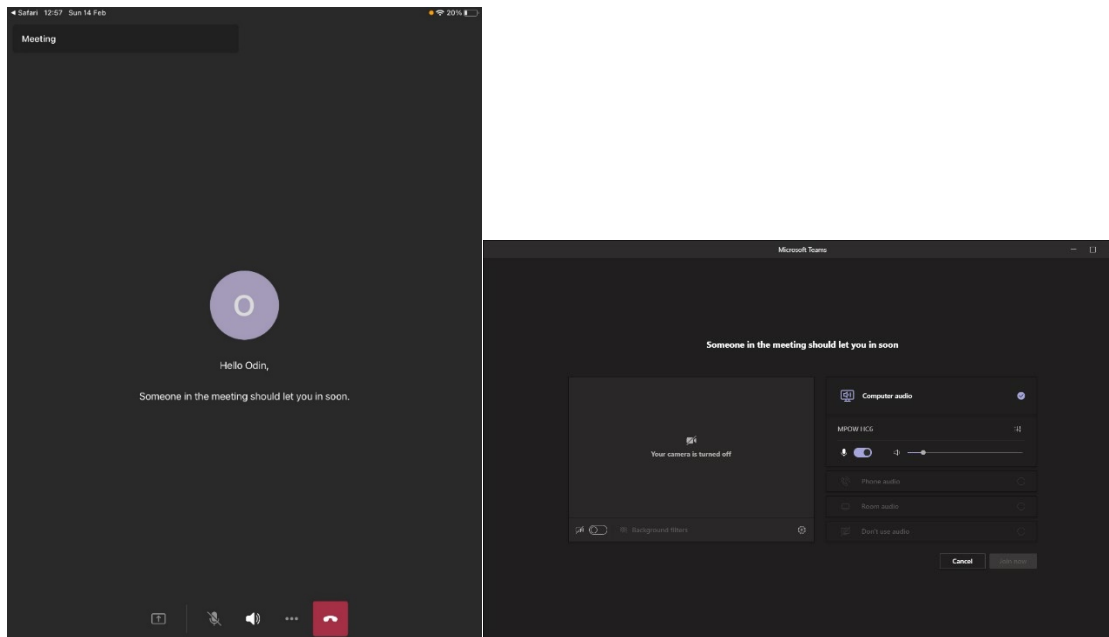 Safari 12:57 Sun 14 Feb 20%
Meeting
O
Hello Odin,
Someone in the meeting should let you in soon.
Microsoft Teams
Someone in the meeting should let you in soon
Your camera is turned off
Background filters
Computer audio
MPOW HC6
Phone audio
Room audio
Don't use audio
Cancel Join now